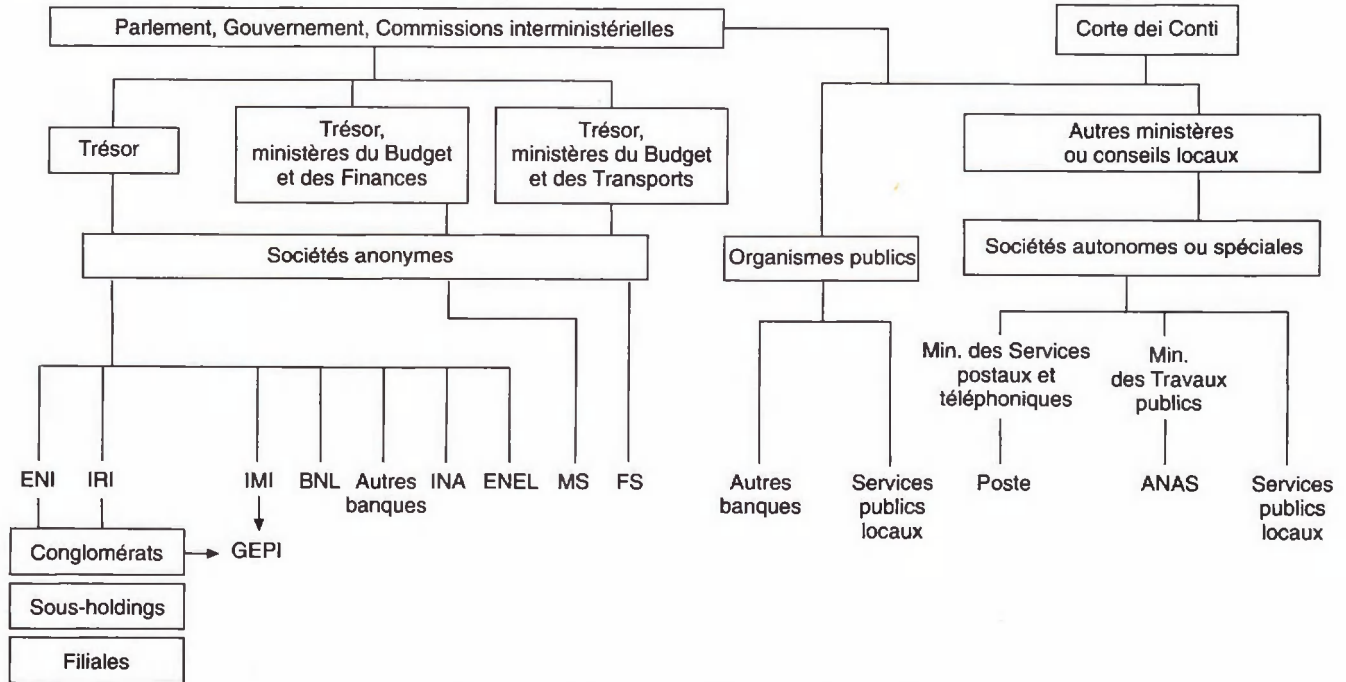 Parlement, Gouvernement, Commissions interministérielles
Corte dei Conti
Trésor
Trésor,
ministères du Budget
et des Finances
Trésor,
ministères du Budget
et des Transports
Autres ministères
ou conseils locaux
Sociétés anonymes
Organismes publics
Sociétés autonomes ou spéciales
Min. des Services
postaux et
téléphoniques
Min.
des Travaux
publics
ENI
IRI
IMI
BNL
Autres
banques
INA
ENEL
MS
FS
Autres
banques
Services
publics
locaux
Poste
ANAS
Services
publics
locaux
Conglomérats
GEPI
Sous-holdings
Filiales